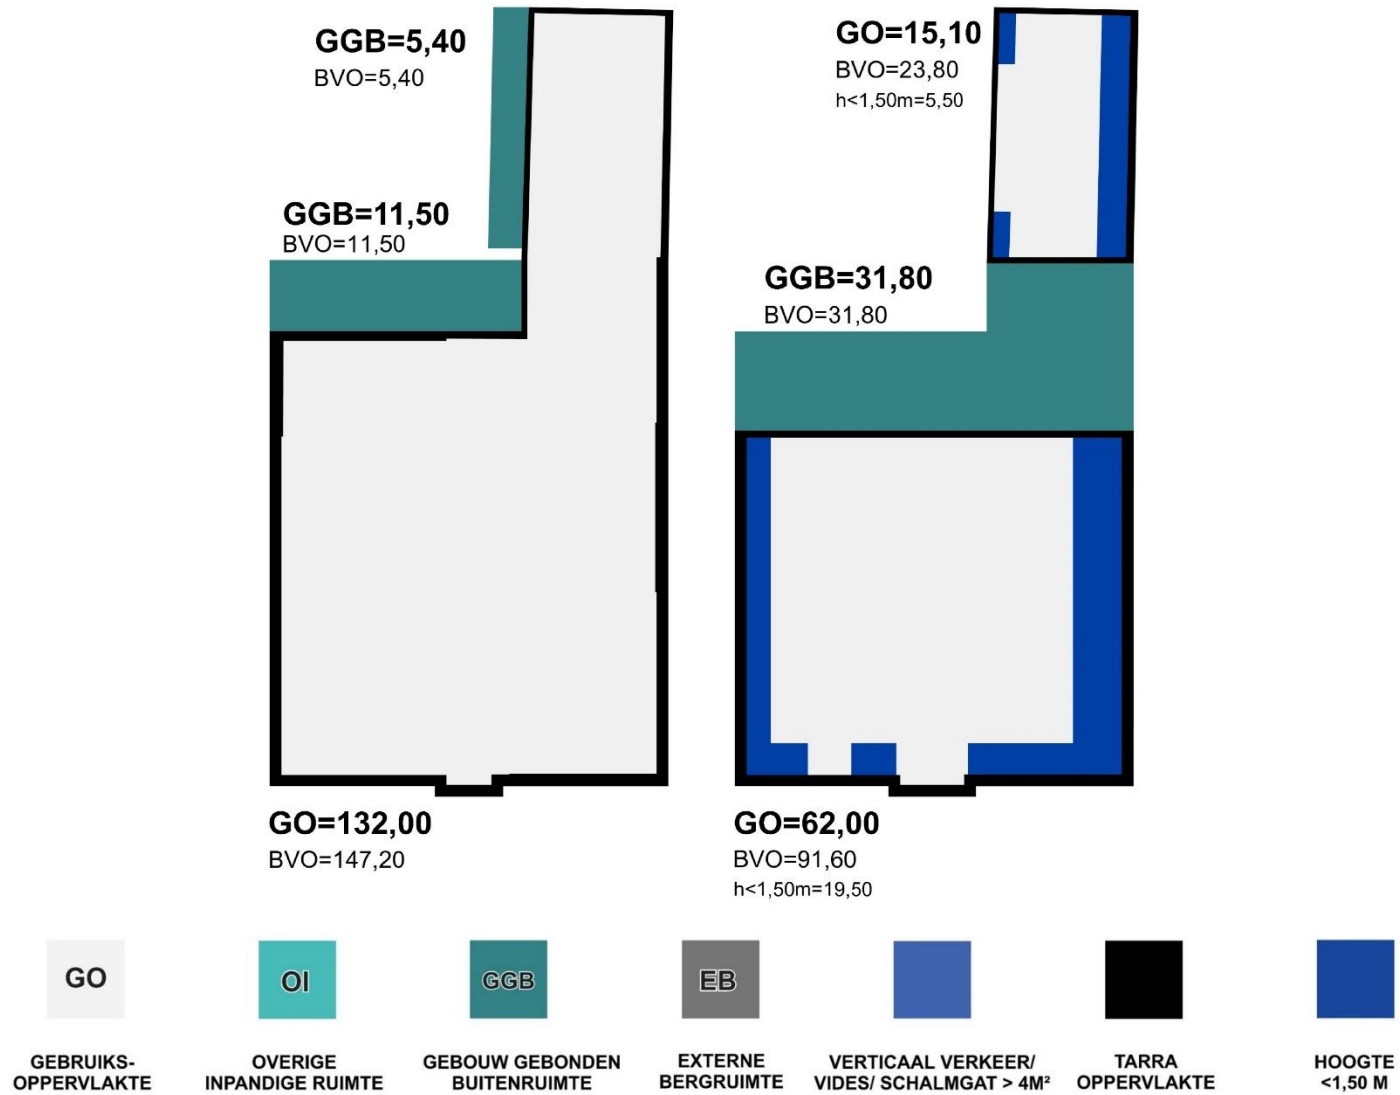 GGB=5,40
BVO=5,40
GGB=11,50
BVO=11,50
GO=132,00
BVO=147,20
GO=15,10
BVO=23,80
h<1,50m=5,50
GGB=31,80
BVO=31,80
GO=62,00
BVO=91,60
h<1,50m=19,50
GO
GEBRUIKS-
OPPERVLAKTE
OI
OVERIGE
INPANDIGE RUIMTE
GGB
GEBOUW GEBONDEN
BUITENRUIMTE
EB
EXTERNE
BERGRUIMTE
VERTICAAL VERKEER/
VIDES/ SCHALMGAT > 4M²
TARRA
OPPERVLAKTE
HOOGTE
<1,50 M